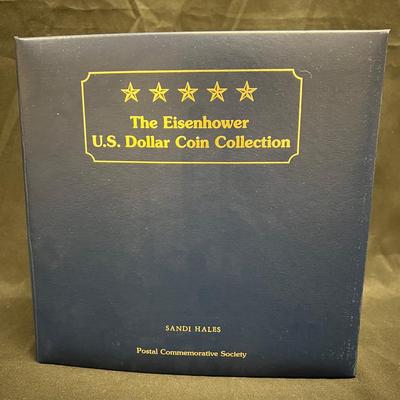 The Eisenhower
U.S. Dollar Coin Collection
SANDI HALES
Postal Commemorative Society